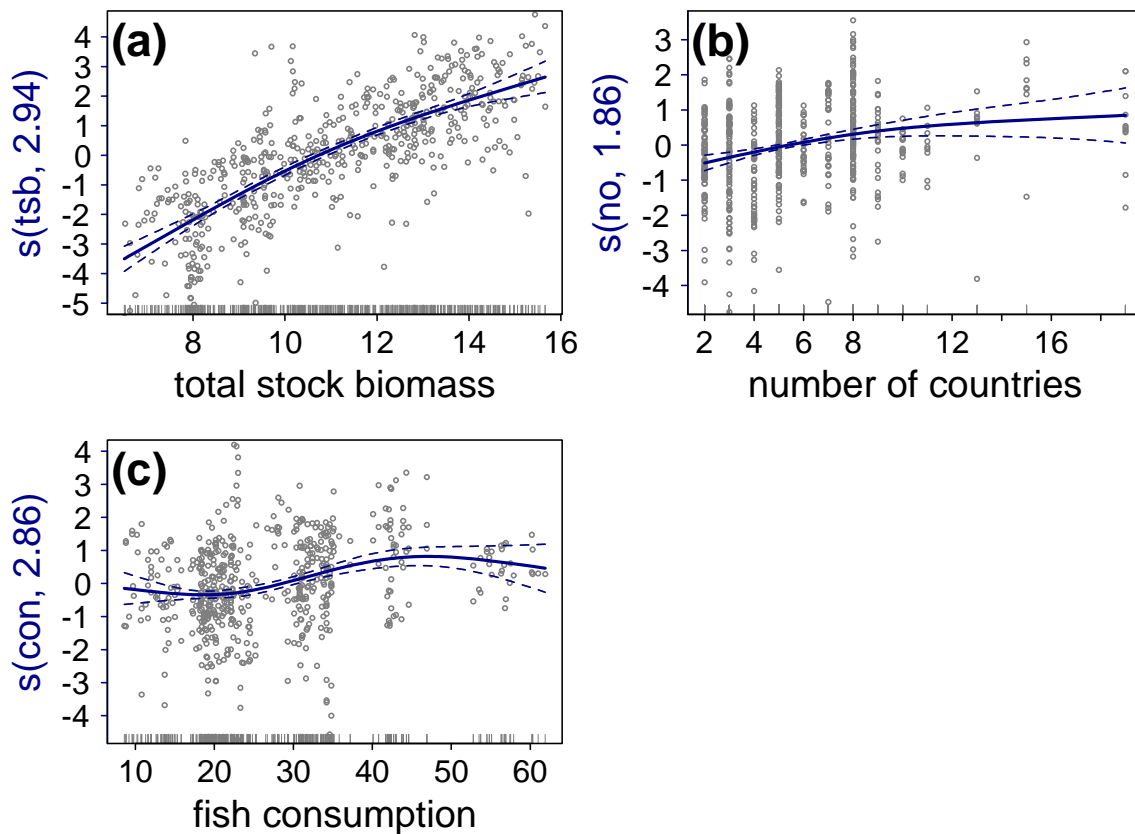 (a)
s(tsb, 2.94)
4
3
2
1
0
-1
-2
-3
-4
-5
8 10 12 14 16
total stock biomass
(b)
s(no, 1.86)
3
2
1
0
-1
-2
-3
-4
2 4 6 8 12 16
number of countries
(c)
s(con, 2.86)
4
3
2
1
0
-1
-2
-3
-4
10 20 30 40 50 60
fish consumption